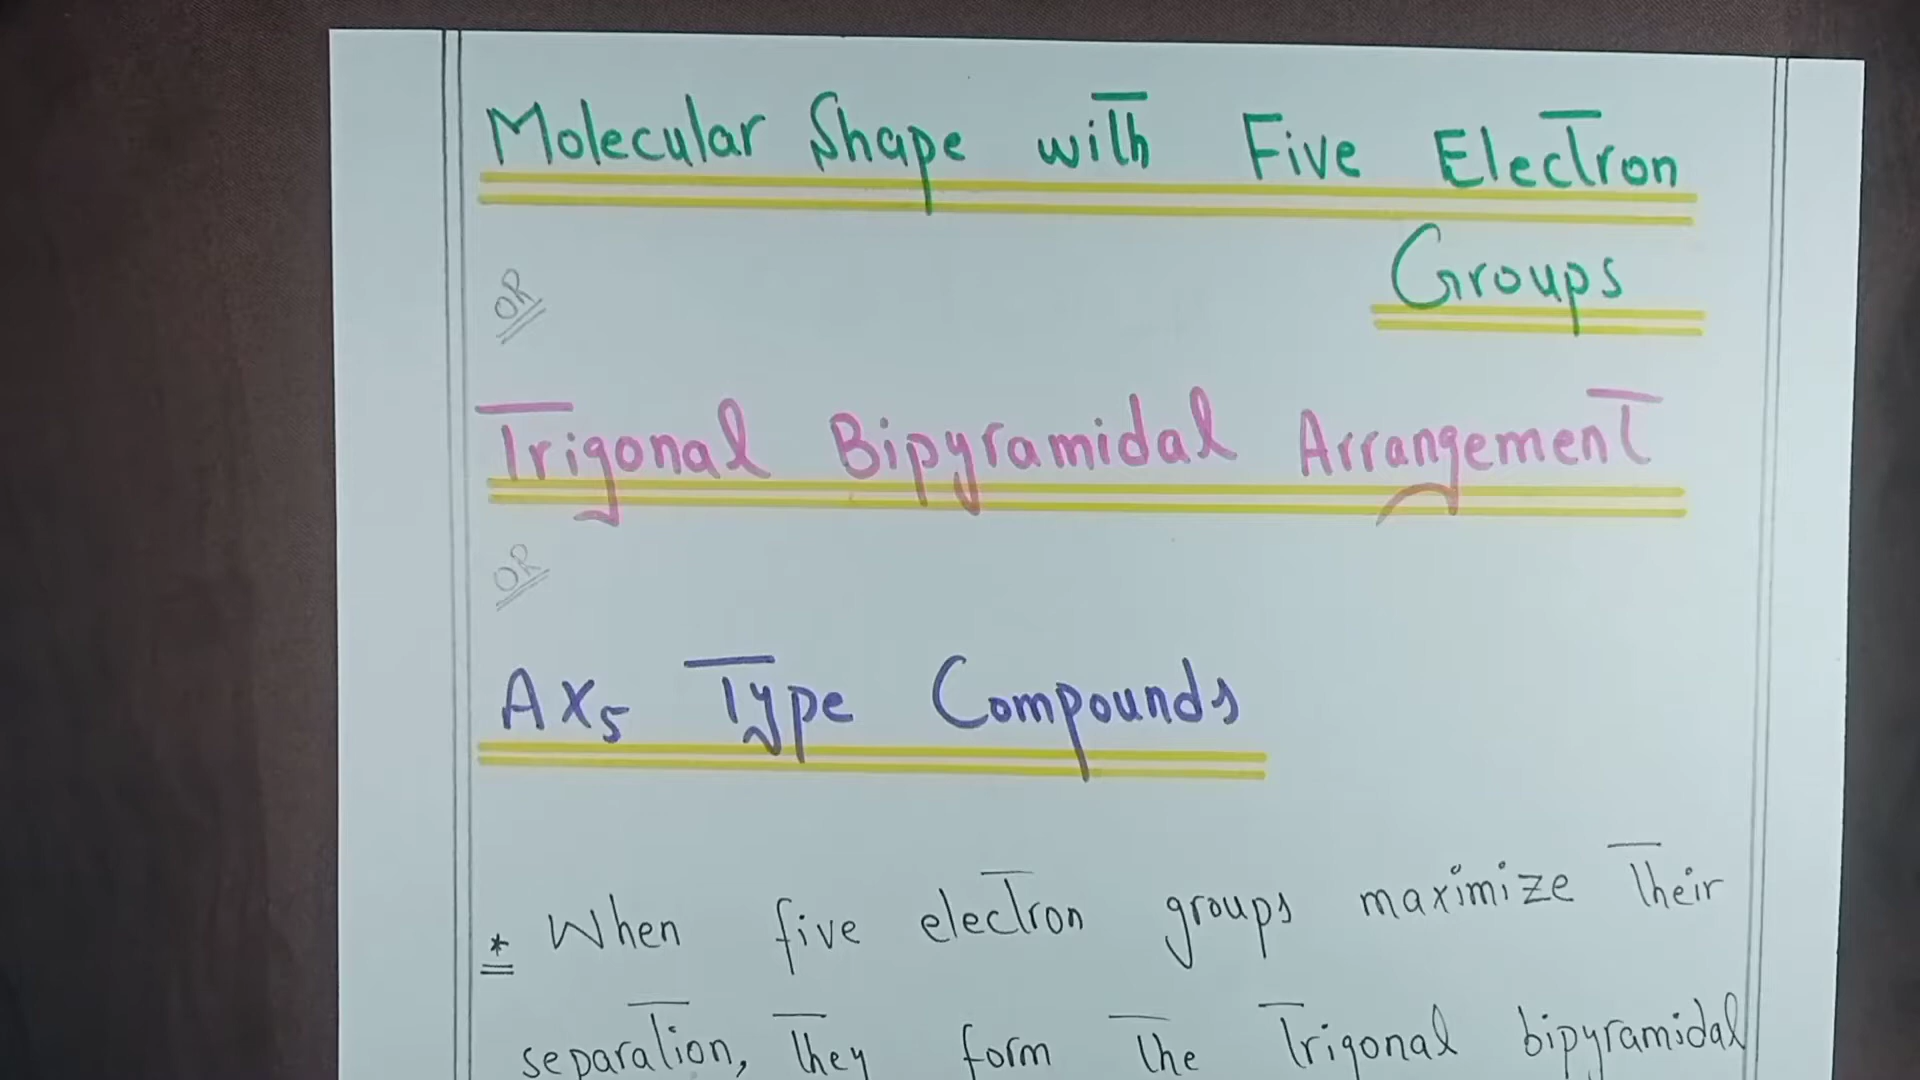 Molecular Shape with Five Electron
Groups
OR
Trigonal Bipyramidal Arrangement
OR
AX₅ Type Compounds
* When five electron groups maximize their
separation, they form the trigonal bipyramidal